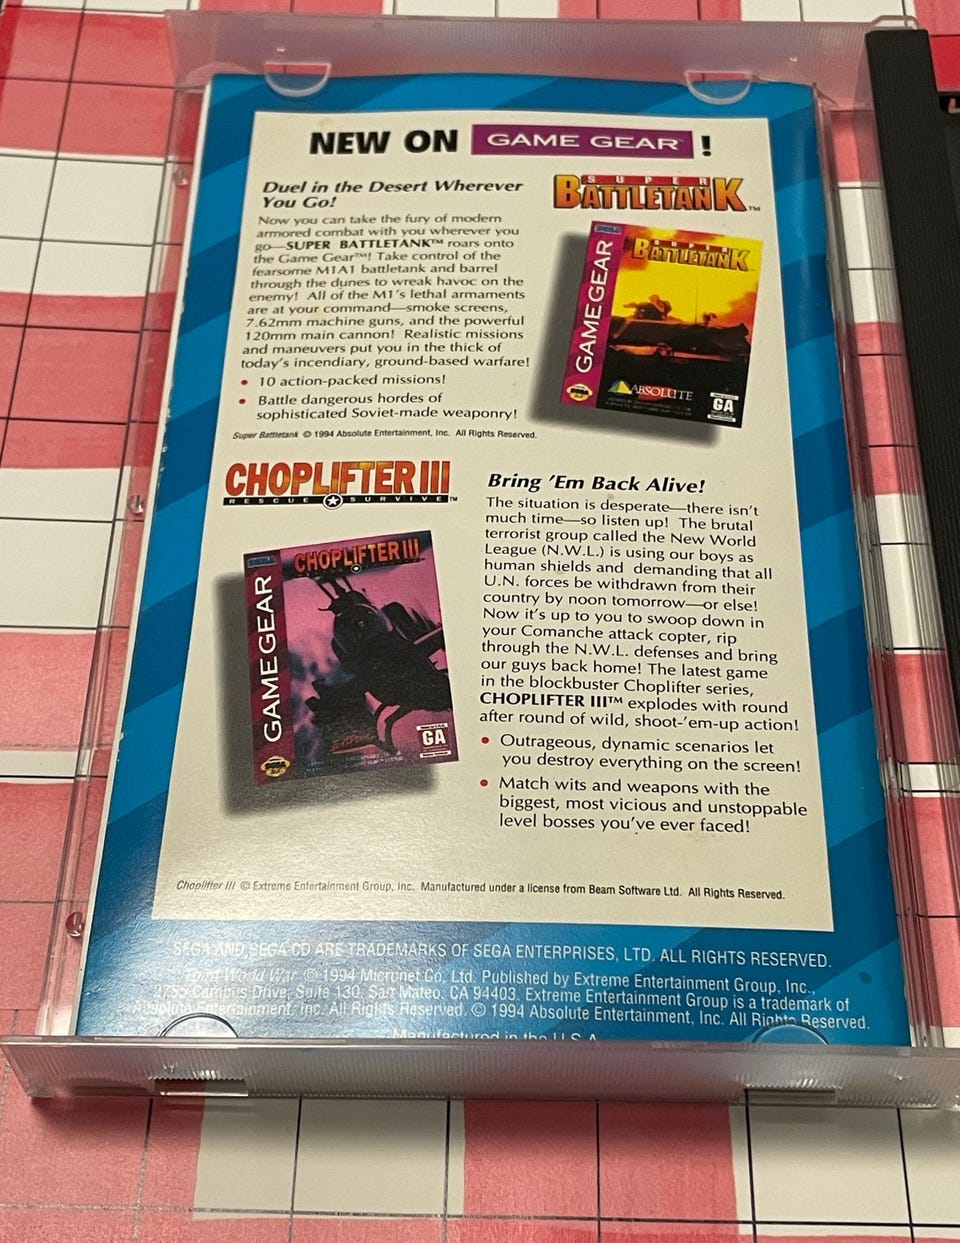 NEW ON GAME GEAR™ !
Duel in the Desert Wherever
You Go!
Now you can take the fury of modern
armored combat with you wherever you
go—SUPER BATTLETANK™ roars onto
the Game Gear™! Take control of the
fearsome M1A1 battletank and barrel
through the dunes to wreak havoc on the
enemy! All of the M1's lethal armaments
are at your command—smoke screens,
7.62mm machine guns, and the powerful
120mm main cannon! Realistic missions
and maneuvers put you in the thick of
today's incendiary, ground-based warfare!
• 10 action-packed missions!
• Battle dangerous hordes of
sophisticated Soviet-made weaponry!
Super Battletank © 1994 Absolute Entertainment, Inc. All Rights Reserved.
SUPER
BATTLETANK™
SEGA
GAME GEAR
SUPER
BATTLETANK
ABSOLUTE
GA
SEGA
CHOPLIFTER III
RESCUE SURVIVE™
SEGA
GAME GEAR
CHOPLIFTER III
GA
SEGA
Bring 'Em Back Alive!
The situation is desperate—there isn't
much time—so listen up! The brutal
terrorist group called the New World
League (N.W.L.) is using our boys as
human shields and demanding that all
U.N. forces be withdrawn from their
country by noon tomorrow—or else!
Now it's up to you to swoop down in
your Comanche attack copter, rip
through the N.W.L. defenses and bring
our guys back home! The latest game
in the blockbuster Choplifter series,
CHOPLIFTER III™ explodes with round
after round of wild, shoot-'em-up action!
• Outrageous, dynamic scenarios let
you destroy everything on the screen!
• Match wits and weapons with the
biggest, most vicious and unstoppable
level bosses you've ever faced!
Choplifter III © Extreme Entertainment Group, Inc. Manufactured under a license from Beam Software Ltd. All Rights Reserved.
SEGA AND SEGA CD ARE TRADEMARKS OF SEGA ENTERPRISES, LTD. ALL RIGHTS RESERVED.
Third World War © 1994 Micronet Co, Ltd. Published by Extreme Entertainment Group, Inc.,
2755 Campus Drive, Suite 130, San Mateo, CA 94403. Extreme Entertainment Group is a trademark of
Absolute Entertainment, Inc. All Rights Reserved. © 1994 Absolute Entertainment, Inc. All Rights Reserved.
Manufactured in the U.S.A.